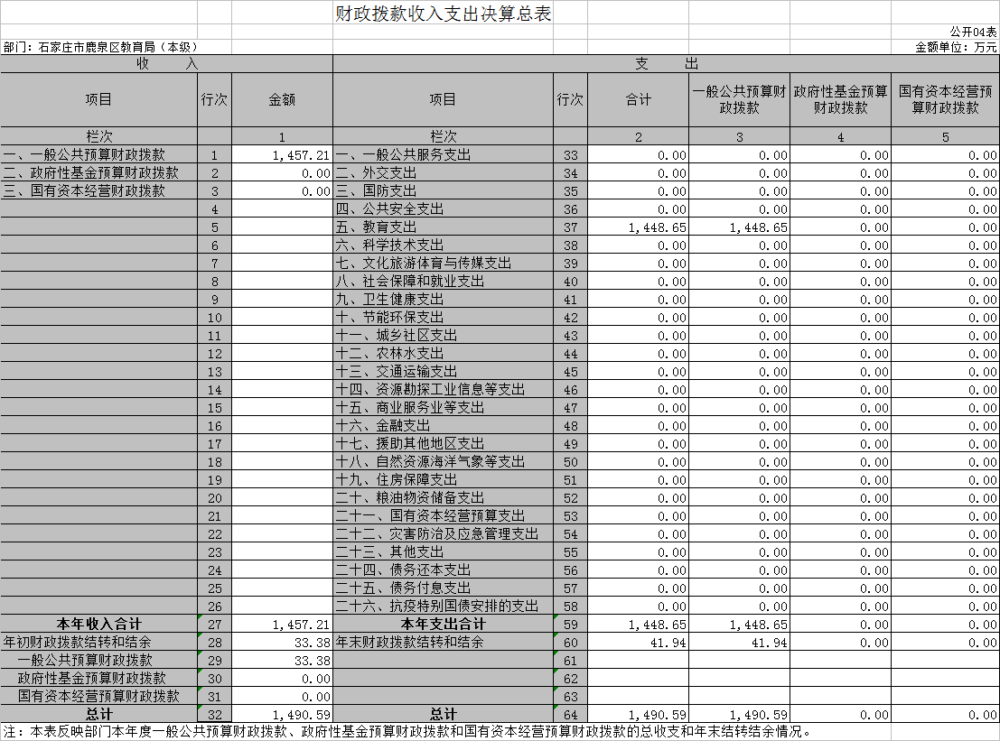 财政拨款收入支出决算总表
公开04表
部门：石家庄市鹿泉区教育局（本级） 金额单位：万元
收 入 支 出
项目 行次 金额 项目 行次 合计 一般公共预算财政拨款 政府性基金预算财政拨款 国有资本经营预算财政拨款
栏次 1 栏次 2 3 4 5
一、一般公共预算财政拨款 1 1,457.21 一、一般公共服务支出 33 0.00 0.00 0.00 0.00
二、政府性基金预算财政拨款 2 0.00 二、外交支出 34 0.00 0.00 0.00 0.00
三、国有资本经营财政拨款 3 0.00 三、国防支出 35 0.00 0.00 0.00 0.00
4 四、公共安全支出 36 0.00 0.00 0.00 0.00
5 五、教育支出 37 1,448.65 1,448.65 0.00 0.00
6 六、科学技术支出 38 0.00 0.00 0.00 0.00
7 七、文化旅游体育与传媒支出 39 0.00 0.00 0.00 0.00
8 八、社会保障和就业支出 40 0.00 0.00 0.00 0.00
9 九、卫生健康支出 41 0.00 0.00 0.00 0.00
10 十、节能环保支出 42 0.00 0.00 0.00 0.00
11 十一、城乡社区支出 43 0.00 0.00 0.00 0.00
12 十二、农林水支出 44 0.00 0.00 0.00 0.00
13 十三、交通运输支出 45 0.00 0.00 0.00 0.00
14 十四、资源勘探工业信息等支出 46 0.00 0.00 0.00 0.00
15 十五、商业服务业等支出 47 0.00 0.00 0.00 0.00
16 十六、金融支出 48 0.00 0.00 0.00 0.00
17 十七、援助其他地区支出 49 0.00 0.00 0.00 0.00
18 十八、自然资源海洋气象等支出 50 0.00 0.00 0.00 0.00
19 十九、住房保障支出 51 0.00 0.00 0.00 0.00
20 二十、粮油物资储备支出 52 0.00 0.00 0.00 0.00
21 二十一、国有资本经营预算支出 53 0.00 0.00 0.00 0.00
22 二十二、灾害防治及应急管理支出 54 0.00 0.00 0.00 0.00
23 二十三、其他支出 55 0.00 0.00 0.00 0.00
24 二十四、债务还本支出 56 0.00 0.00 0.00 0.00
25 二十五、债务付息支出 57 0.00 0.00 0.00 0.00
26 二十六、抗疫特别国债安排的支出 58 0.00 0.00 0.00 0.00
本年收入合计 27 1,457.21 本年支出合计 59 1,448.65 1,448.65 0.00 0.00
年初财政拨款结转和结余 28 33.38 年末财政拨款结转和结余 60 41.94 41.94 0.00 0.00
一般公共预算财政拨款 29 33.38 61
政府性基金预算财政拨款 30 0.00 62
国有资本经营预算财政拨款 31 0.00 63
总计 32 1,490.59 总计 64 1,490.59 1,490.59 0.00 0.00
注：本表反映部门本年度一般公共预算财政拨款、政府性基金预算财政拨款和国有资本经营预算财政拨款的总收支和年末结转结余情况。